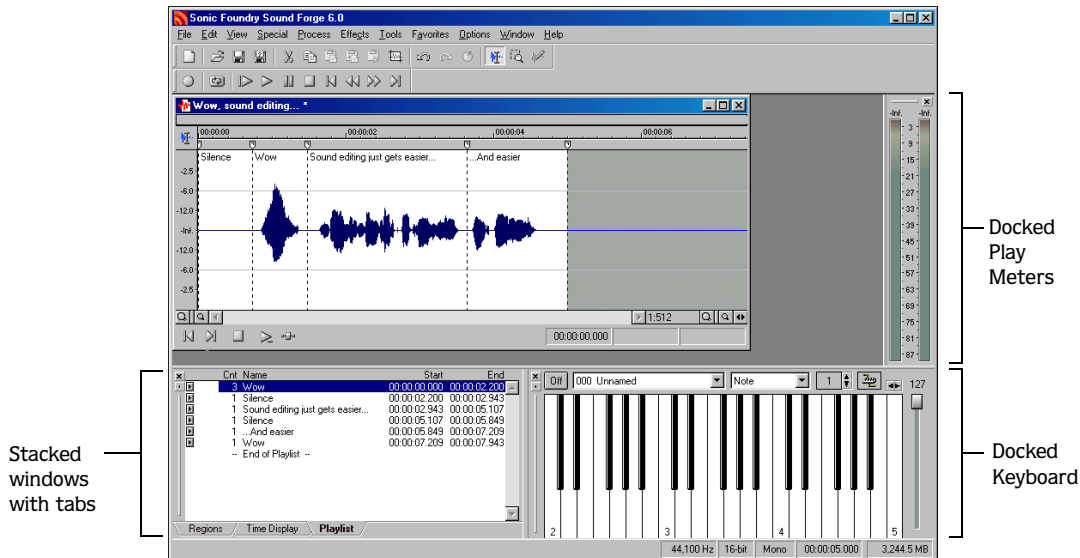 Sonic Foundry Sound Forge 6.0
File Edit View Special Process Effects Tools Favorites Options Window Help
Wow, sound editing... *
00:00:00 00:00:02 00:00:04 00:00:06
Silence Wow Sound editing just gets easier... ...And easier
-2.5
-6.0
-12.0
-Inf.
-12.0
-6.0
-2.5
1:512
00:00:00.000
-Inf. -Inf.
3
9
15
21
27
33
39
45
51
57
63
69
75
81
87
Docked
Play
Meters
Cnt Name Start End
3 Wow 00:00:00.000 00:00:02.200
1 Silence 00:00:02.200 00:00:02.943
1 Sound editing just gets easier... 00:00:02.943 00:00:05.107
1 Silence 00:00:05.107 00:00:05.849
1 ...And easier 00:00:05.849 00:00:07.209
1 Wow 00:00:07.209 00:00:07.943
-- End of Playlist --
Regions Time Display Playlist
Stacked
windows
with tabs
Off 000 Unnamed Note 1 127
2 3 4 5
Docked
Keyboard
44,100 Hz 16-bit Mono 00:00:05.000 3,244.5 MB